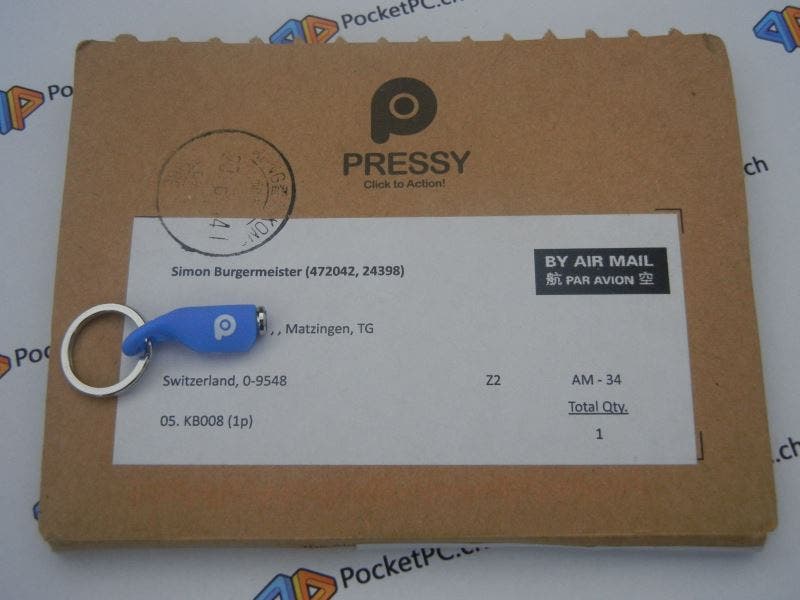 PocketPC.ch
PRESSY
Click to Action!
Simon Burgermeister (472042, 24398)
BY AIR MAIL
航 PAR AVION 空
, , Matzingen, TG
Switzerland, 0-9548
Z2
AM - 34
05. KB008 (1p)
Total Qty.
1
PocketPC.ch